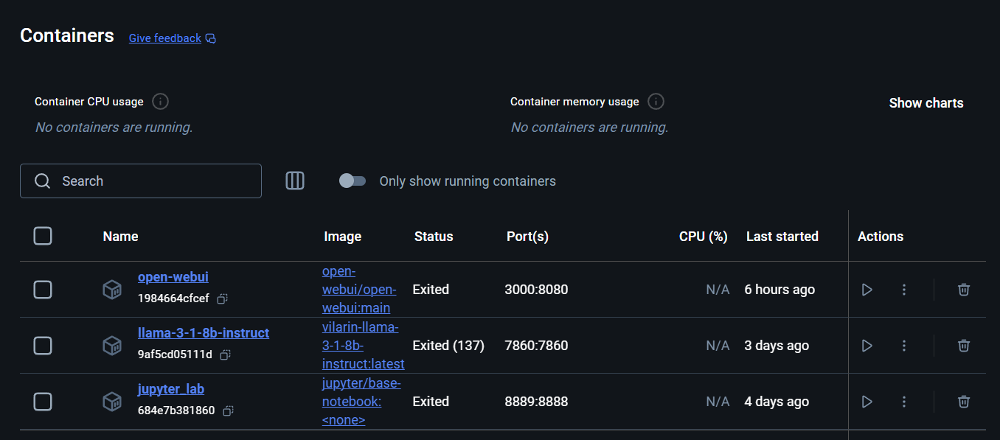 Containers Give feedback
Container CPU usage
No containers are running.
Container memory usage
No containers are running.
Show charts
Search
Only show running containers
Name Image Status Port(s) CPU (%) Last started Actions
open-webui
1984664cfcef
open-
webui/open-
webui:main
Exited 3000:8080 N/A 6 hours ago
llama-3-1-8b-instruct
9af5cd05111d
vilarin-llama-
3-1-8b-
instruct:latest
Exited (137) 7860:7860 N/A 3 days ago
jupyter_lab
684e7b381860
jupyter/base-
notebook:
<none>
Exited 8889:8888 N/A 4 days ago